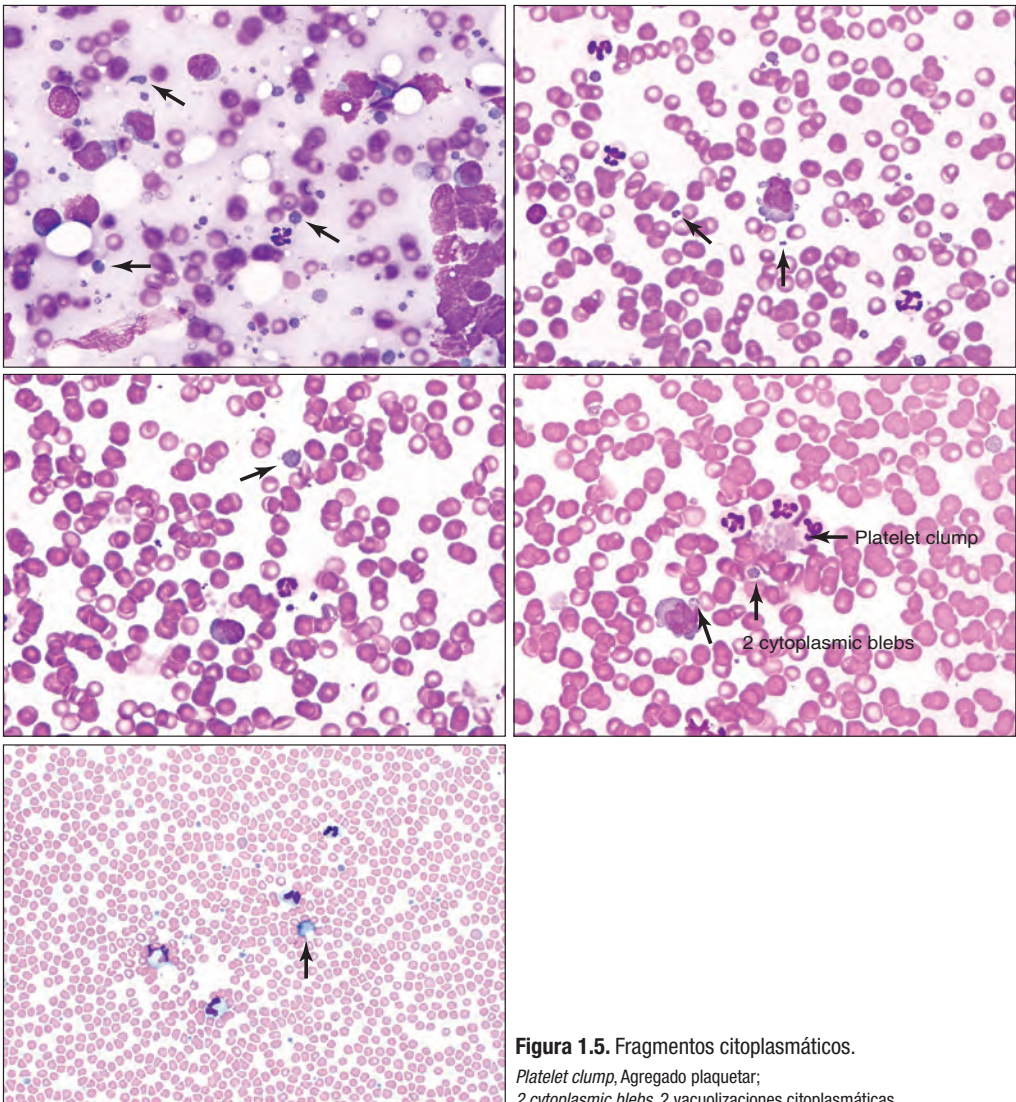 Platelet clump
2 cytoplasmic blebs
Figura 1.5. Fragmentos citoplasmáticos.
Platelet clump, Agregado plaquetar;
2 cytoplasmic blebs, 2 vacuolizaciones citoplasmáticas